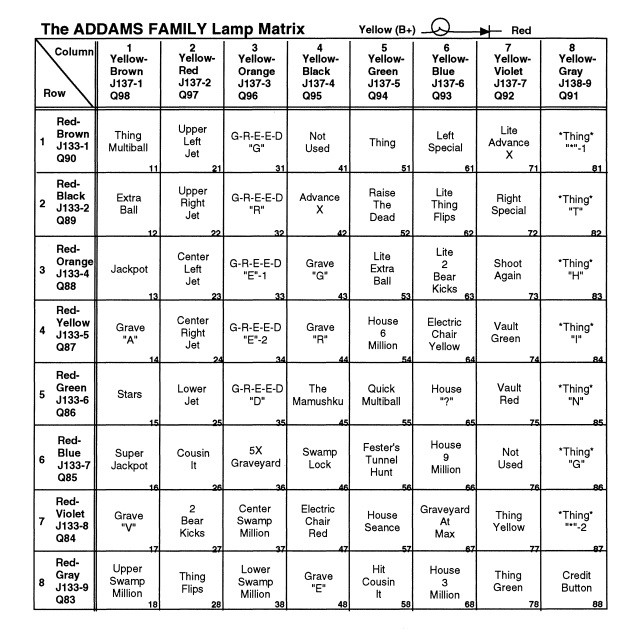 The ADDAMS FAMILY Lamp Matrix
Yellow (B+) Red
Column
Row
1
Yellow-
Brown
J137-1
Q98
2
Yellow-
Red
J137-2
Q97
3
Yellow-
Orange
J137-3
Q96
4
Yellow-
Black
J137-4
Q95
5
Yellow-
Green
J137-5
Q94
6
Yellow-
Blue
J137-6
Q93
7
Yellow-
Violet
J137-7
Q92
8
Yellow-
Gray
J138-9
Q91
1
Red-
Brown
J133-1
Q90
Thing
Multiball
11
Upper
Left
Jet
21
G-R-E-E-D
"G"
31
Not
Used
41
Thing
51
Left
Special
61
Lite
Advance
X
71
*Thing*
"*"-1
81
2
Red-
Black
J133-2
Q89
Extra
Ball
12
Upper
Right
Jet
22
G-R-E-E-D
"R"
32
Advance
X
42
Raise
The
Dead
52
Lite
Thing
Flips
62
Right
Special
72
*Thing*
"T"
82
3
Red-
Orange
J133-4
Q88
Jackpot
13
Center
Left
Jet
23
G-R-E-E-D
"E"-1
33
Grave
"G"
43
Lite
Extra
Ball
53
Lite
2
Bear
Kicks
63
Shoot
Again
73
*Thing*
"H"
83
4
Red-
Yellow
J133-5
Q87
Grave
"A"
14
Center
Right
Jet
24
G-R-E-E-D
"E"-2
34
Grave
"R"
44
House
6
Million
54
Electric
Chair
Yellow
64
Vault
Green
74
*Thing*
"I"
84
5
Red-
Green
J133-6
Q86
Stars
15
Lower
Jet
25
G-R-E-E-D
"D"
35
The
Mamushku
45
Quick
Multiball
55
House
"?"
65
Vault
Red
75
*Thing*
"N"
85
6
Red-
Blue
J133-7
Q85
Super
Jackpot
16
Cousin
It
26
5X
Graveyard
36
Swamp
Lock
46
Fester's
Tunnel
Hunt
56
House
9
Million
66
Not
Used
76
*Thing*
"G"
86
7
Red-
Violet
J133-8
Q84
Grave
"V"
17
2
Bear
Kicks
27
Center
Swamp
Million
37
Electric
Chair
Red
47
House
Seance
57
Graveyard
At
Max
67
Thing
Yellow
77
*Thing*
"*"-2
87
8
Red-
Gray
J133-9
Q83
Upper
Swamp
Million
18
Thing
Flips
28
Lower
Swamp
Million
38
Grave
"E"
48
Hit
Cousin
It
58
House
3
Million
68
Thing
Green
78
Credit
Button
88